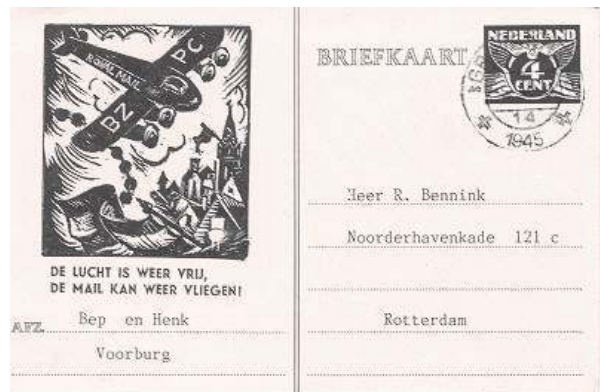 ROYAL MAIL
BZ PC
DE LUCHT IS WEER VRIJ,
DE MAIL KAN WEER VLIEGEN!
AFZ.
Bep en Henk
Voorburg
BRIEFKAART
NEDERLAND
4
CENT
14
1945
Heer R. Bennink
Noorderhavenkade 121 c
Rotterdam